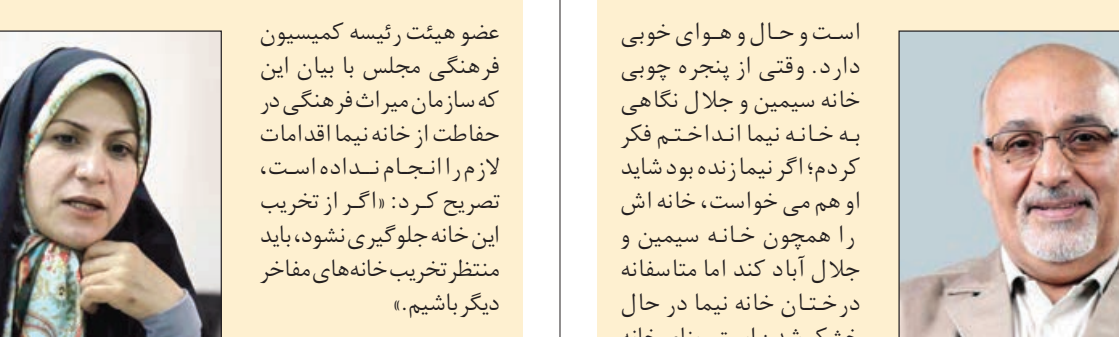 است و حال و هوای خوبی
دارد. وقتی از پنجره چوبی
خانه سیمین و جلال نگاهی
به خانه نیما انداختم فکر
کردم؛ اگر نیما زنده بود شاید
او هم می خواست، خانه اش
را همچون خانه سیمین و
جلال آباد کند اما متاسفانه
درختان خانه نیما در حال
عضو هیئت رئیسه کمیسیون
فرهنگی مجلس با بیان این
که سازمان میراث فرهنگی در
حفاطت از خانه نیما اقدامات
لازم را انجام نداده است،
تصریح کرد: «اگر از تخریب
این خانه جلوگیری نشود، باید
منتظر تخریب خانه‌های مفاخر
دیگر باشیم.»